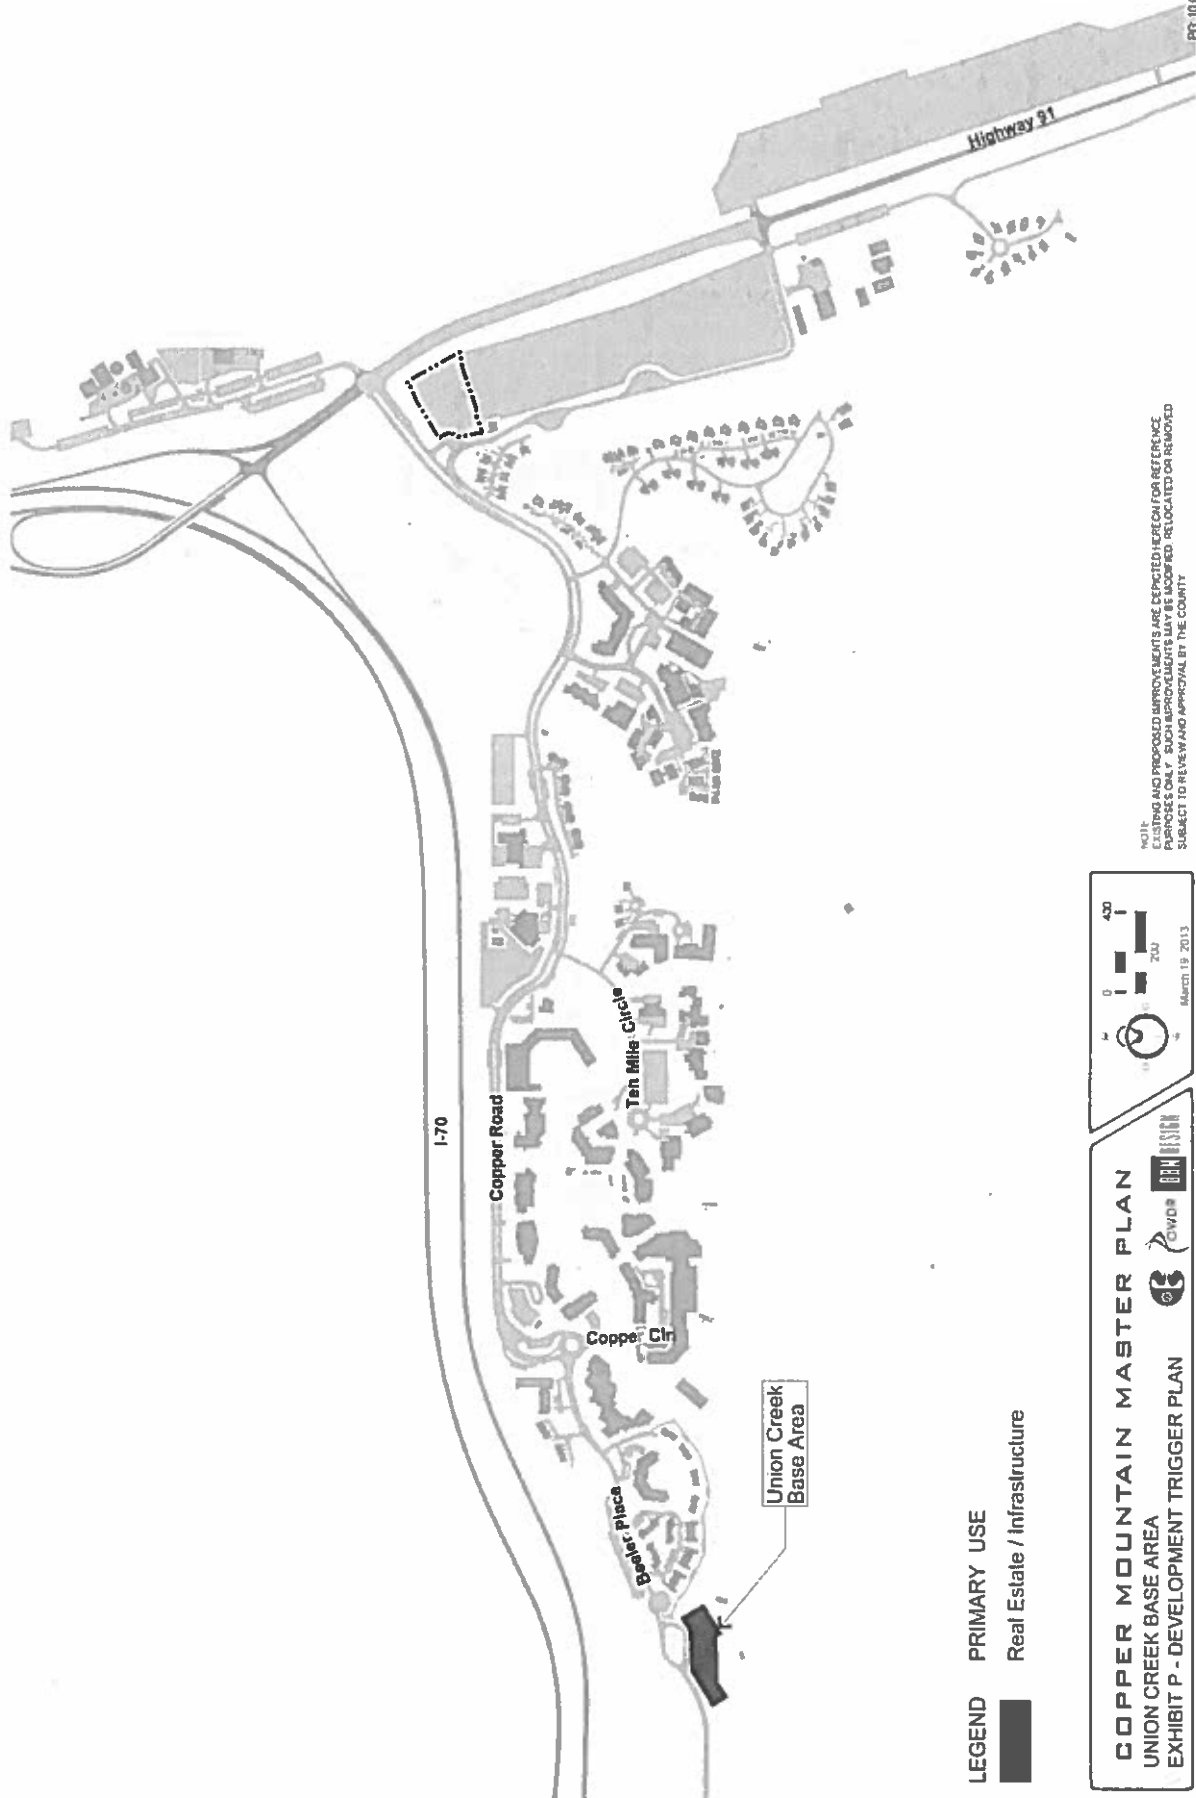 I-70
Copper Road
Ten Mile Circle
Coppe Cir
Beeler Place
Highway 91
Union Creek
Base Area
LEGEND PRIMARY USE
Real Estate / Infrastructure
COPPER MOUNTAIN MASTER PLAN
UNION CREEK BASE AREA
EXHIBIT P - DEVELOPMENT TRIGGER PLAN
DESIGN
0 400
200
March 19 2013
NOTE
EXISTING AND PROPOSED IMPROVEMENTS ARE DEPICTED HEREON FOR REFERENCE
PURPOSES ONLY SUCH IMPROVEMENTS MAY BE MODIFIED, RELOCATED OR REMOVED
SUBJECT TO REVIEW AND APPROVAL BY THE COUNTY